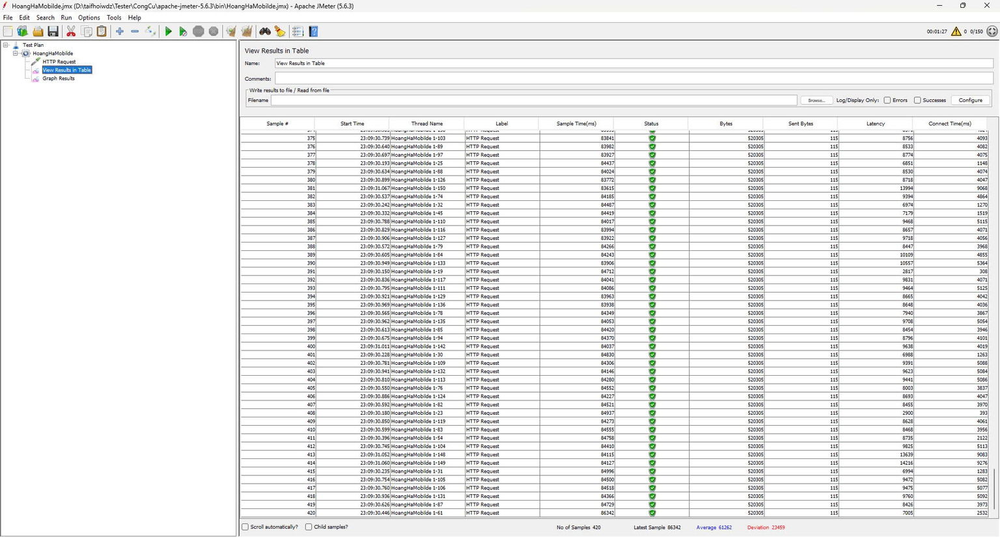 HoangHaMobilde.jmx (D:\taifhoiwdz\Tester\CongCu\apache-jmeter-5.6.3\bin\HoangHaMobilde.jmx) - Apache JMeter (5.6.3)
File Edit Search Run Options Tools Help
00:01:27 0 0/150
Test Plan
HoangHaMobilde
HTTP Request
View Results in Table
Graph Results
View Results in Table
Name: View Results in Table
Comments:
Write results to file / Read from file
Filename Browse... Log/Display Only: Errors Successes Configure
Sample # Start Time Thread Name Label Sample Time(ms) Status Bytes Sent Bytes Latency Connect Time(ms)
375 23:09:30.739 HoangHaMobilde 1-103 HTTP Request 83841 520305 115 8756 4093
376 23:09:30.640 HoangHaMobilde 1-89 HTTP Request 83982 520305 115 8533 4082
377 23:09:30.697 HoangHaMobilde 1-97 HTTP Request 83927 520305 115 8774 4075
378 23:09:30.193 HoangHaMobilde 1-25 HTTP Request 84437 520305 115 6851 1148
379 23:09:30.634 HoangHaMobilde 1-88 HTTP Request 84024 520305 115 8530 4074
380 23:09:30.899 HoangHaMobilde 1-126 HTTP Request 83772 520305 115 8718 4047
381 23:09:31.067 HoangHaMobilde 1-150 HTTP Request 83615 520305 115 13994 9068
382 23:09:30.537 HoangHaMobilde 1-74 HTTP Request 84185 520305 115 9394 4864
383 23:09:30.242 HoangHaMobilde 1-32 HTTP Request 84487 520305 115 6974 1270
384 23:09:30.332 HoangHaMobilde 1-45 HTTP Request 84419 520305 115 7179 1519
385 23:09:30.788 HoangHaMobilde 1-110 HTTP Request 84017 520305 115 9468 5115
386 23:09:30.829 HoangHaMobilde 1-116 HTTP Request 83994 520305 115 8657 4071
387 23:09:30.906 HoangHaMobilde 1-127 HTTP Request 83922 520305 115 9718 4056
388 23:09:30.572 HoangHaMobilde 1-79 HTTP Request 84266 520305 115 8447 3968
389 23:09:30.605 HoangHaMobilde 1-84 HTTP Request 84243 520305 115 10109 4855
390 23:09:30.949 HoangHaMobilde 1-133 HTTP Request 83906 520305 115 10557 5364
391 23:09:30.150 HoangHaMobilde 1-19 HTTP Request 84712 520305 115 2817 308
392 23:09:30.836 HoangHaMobilde 1-117 HTTP Request 84041 520305 115 9831 4071
393 23:09:30.795 HoangHaMobilde 1-111 HTTP Request 84086 520305 115 9464 5125
394 23:09:30.921 HoangHaMobilde 1-129 HTTP Request 83963 520305 115 8665 4042
395 23:09:30.969 HoangHaMobilde 1-136 HTTP Request 83938 520305 115 8648 4036
396 23:09:30.565 HoangHaMobilde 1-78 HTTP Request 84349 520305 115 7940 3867
397 23:09:30.962 HoangHaMobilde 1-135 HTTP Request 84053 520305 115 9708 5054
398 23:09:30.613 HoangHaMobilde 1-85 HTTP Request 84420 520305 115 8454 3946
399 23:09:30.675 HoangHaMobilde 1-94 HTTP Request 84370 520305 115 8796 4101
400 23:09:31.011 HoangHaMobilde 1-142 HTTP Request 84037 520305 115 9638 4019
401 23:09:30.228 HoangHaMobilde 1-30 HTTP Request 84830 520305 115 6988 1263
402 23:09:30.781 HoangHaMobilde 1-109 HTTP Request 84306 520305 115 9391 5088
403 23:09:30.941 HoangHaMobilde 1-132 HTTP Request 84146 520305 115 9623 5084
404 23:09:30.810 HoangHaMobilde 1-113 HTTP Request 84280 520305 115 9441 5086
405 23:09:30.550 HoangHaMobilde 1-76 HTTP Request 84552 520305 115 8003 3837
406 23:09:30.886 HoangHaMobilde 1-124 HTTP Request 84227 520305 115 8693 4047
407 23:09:30.592 HoangHaMobilde 1-82 HTTP Request 84521 520305 115 8455 3970
408 23:09:30.180 HoangHaMobilde 1-23 HTTP Request 84937 520305 115 2900 393
409 23:09:30.850 HoangHaMobilde 1-119 HTTP Request 84273 520305 115 8628 4061
410 23:09:30.599 HoangHaMobilde 1-83 HTTP Request 84555 520305 115 8468 3956
411 23:09:30.396 HoangHaMobilde 1-54 HTTP Request 84758 520305 115 8735 2122
412 23:09:30.745 HoangHaMobilde 1-104 HTTP Request 84410 520305 115 9825 5113
413 23:09:31.052 HoangHaMobilde 1-148 HTTP Request 84115 520305 115 13639 9083
414 23:09:31.060 HoangHaMobilde 1-149 HTTP Request 84127 520305 115 14216 9276
415 23:09:30.235 HoangHaMobilde 1-31 HTTP Request 84996 520305 115 6994 1283
416 23:09:30.754 HoangHaMobilde 1-105 HTTP Request 84500 520305 115 9472 5082
417 23:09:30.760 HoangHaMobilde 1-106 HTTP Request 84518 520305 115 9475 5077
418 23:09:30.936 HoangHaMobilde 1-131 HTTP Request 84366 520305 115 9760 5092
419 23:09:30.626 HoangHaMobilde 1-87 HTTP Request 84729 520305 115 8426 3973
420 23:09:30.446 HoangHaMobilde 1-61 HTTP Request 86342 520305 115 7005 2532
Scroll automatically? Child samples? No of Samples 420 Latest Sample 86342 Average 61262 Deviation 23459